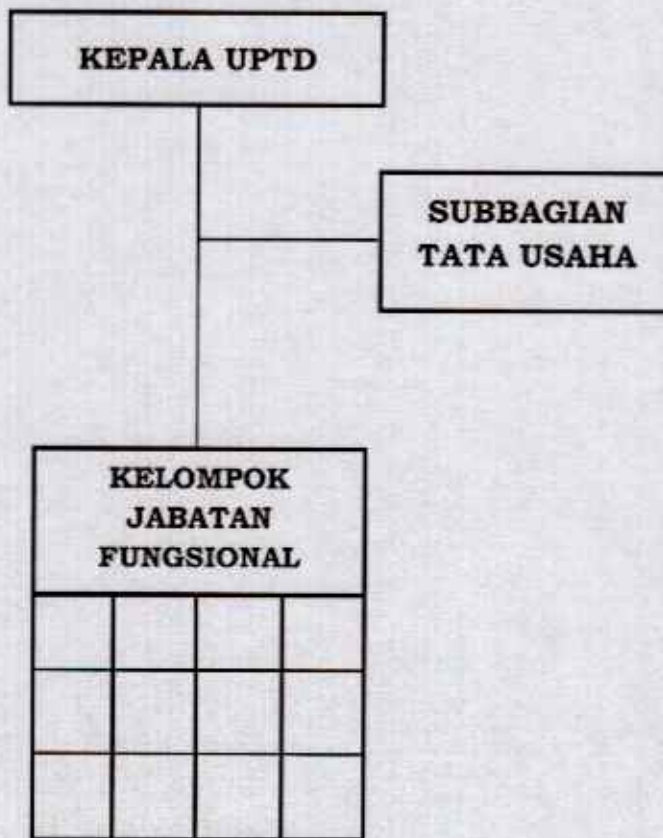 KEPALA UPTD
SUBBAGIAN
TATA USAHA
KELOMPOK
JABATAN
FUNGSIONAL